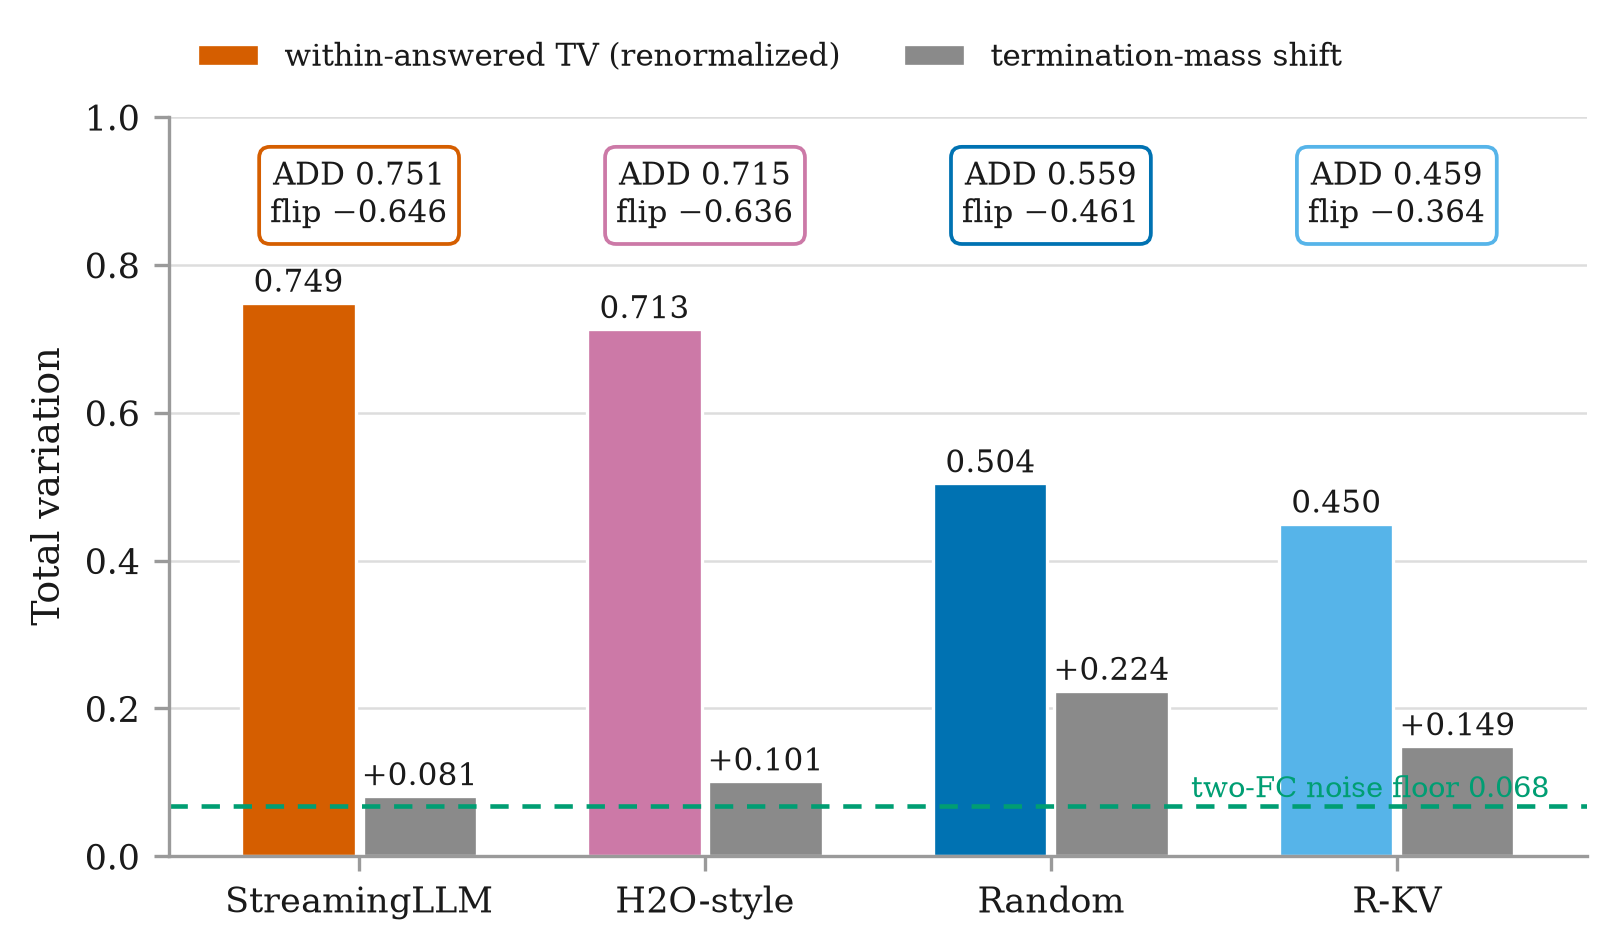 within-answered TV (renormalized)
termination-mass shift
Total variation
1.0
0.8
0.6
0.4
0.2
0.0
ADD 0.751
flip −0.646
ADD 0.715
flip −0.636
ADD 0.559
flip −0.461
ADD 0.459
flip −0.364
0.749
+0.081
0.713
+0.101
0.504
+0.224
0.450
+0.149
two-FC noise floor 0.068
StreamingLLM
H2O-style
Random
R-KV